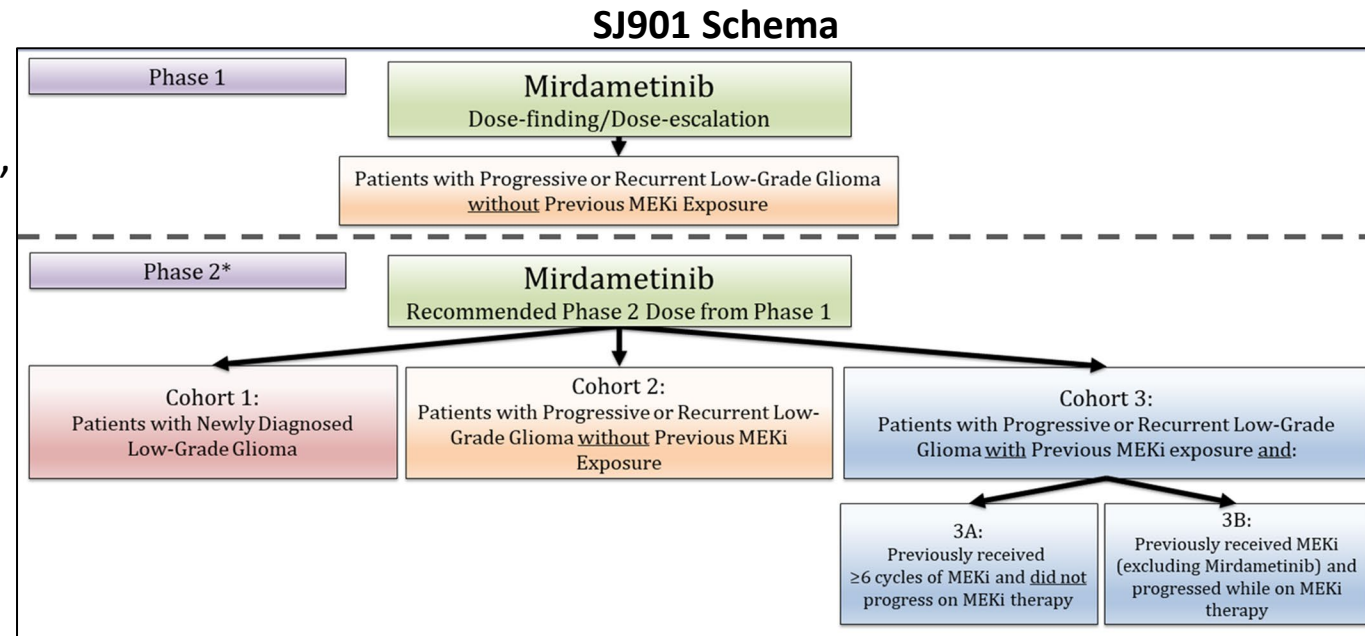 SJ901 Schema
Phase 1
Mirdametinib
Dose-finding/Dose-escalation
,
Patients with Progressive or Recurrent Low-Grade Glioma
without Previous MEKi Exposure
Phase 2*
Mirdametinib
Recommended Phase 2 Dose from Phase 1
Cohort 1:
Patients with Newly Diagnosed
Low-Grade Glioma
Cohort 2:
Patients with Progressive or Recurrent Low-
Grade Glioma without Previous MEKi
Exposure
Cohort 3:
Patients with Progressive or Recurrent Low-Grade
Glioma with Previous MEKi exposure and:
3A:
Previously received
≥6 cycles of MEKi and did not
progress on MEKi therapy
3B:
Previously received MEKi
(excluding Mirdametinib) and
progressed while on MEKi
therapy